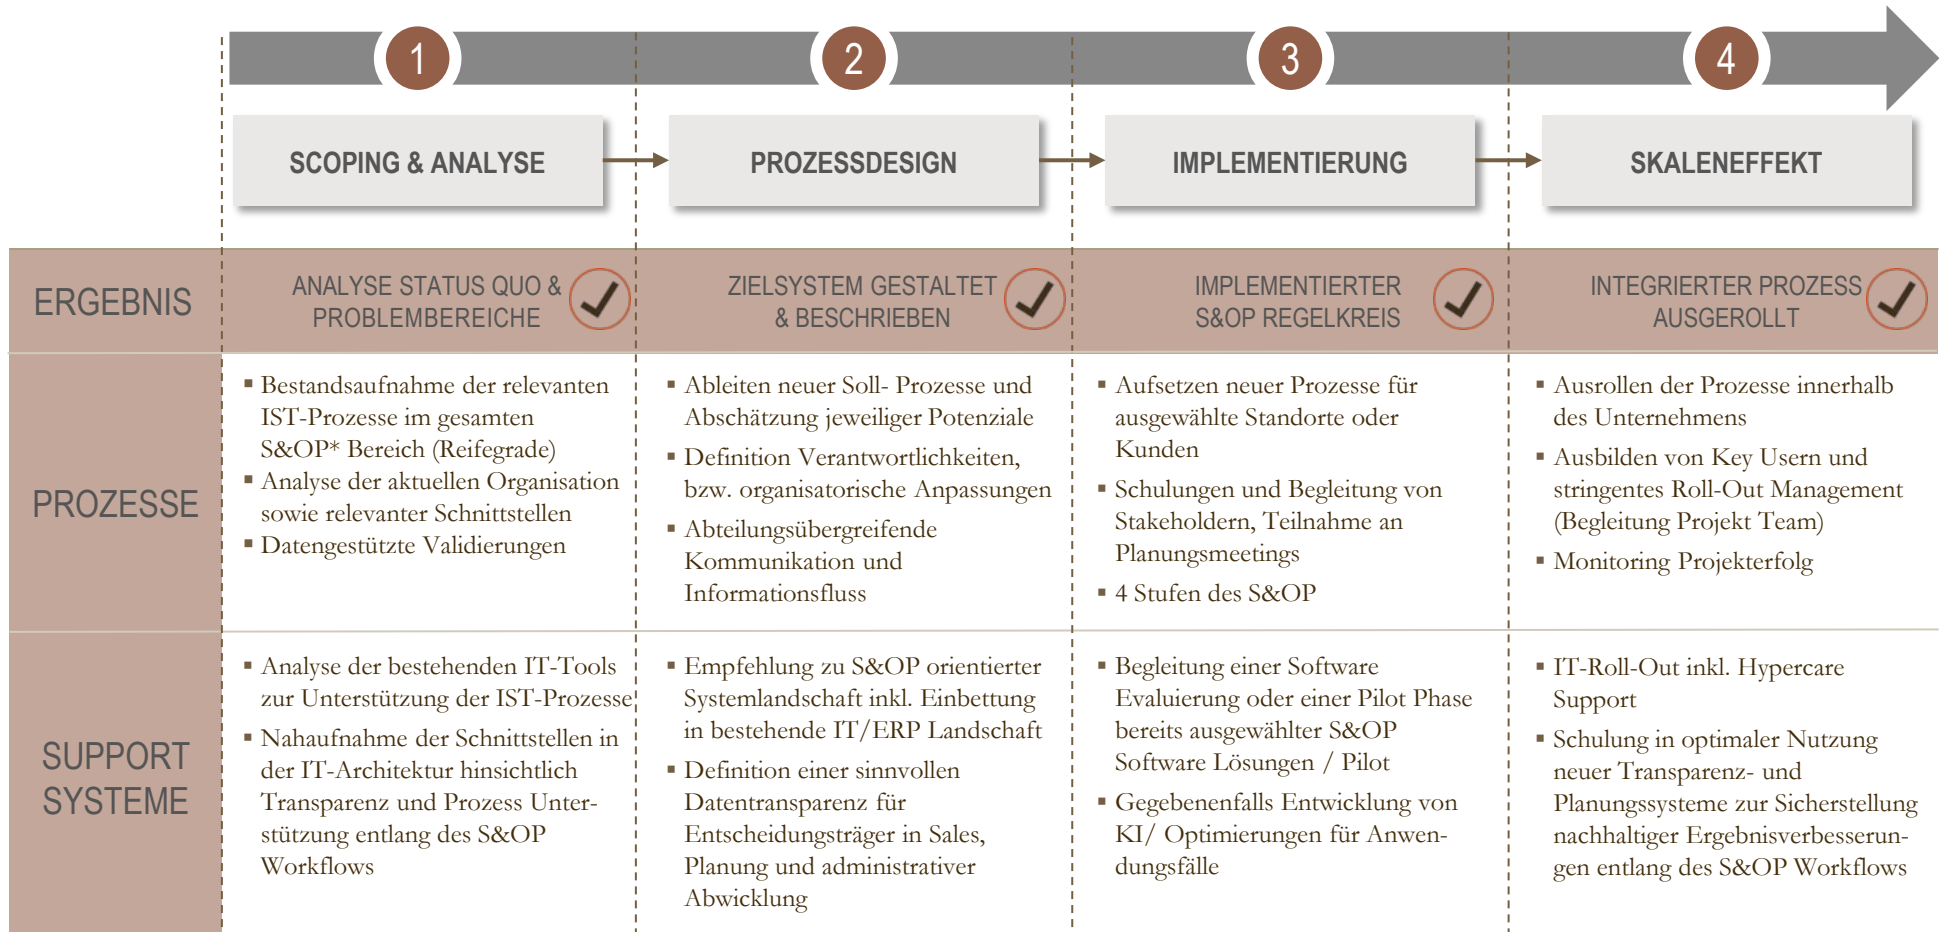 1
2
3
4
SCOPING & ANALYSE
PROZESSDESIGN
IMPLEMENTIERUNG
SKALENEFFEKT
ERGEBNIS
ANALYSE STATUS QUO &
PROBLEMBEREICHE
ZIELSYSTEM GESTALTET
& BESCHRIEBEN
IMPLEMENTIERTER
S&OP REGELKREIS
INTEGRIERTER PROZESS
AUSGEROLLT
PROZESSE
▪ Bestandsaufnahme der relevanten
IST-Prozesse im gesamten
S&OP* Bereich (Reifegrade)
▪ Analyse der aktuellen Organisation
sowie relevanter Schnittstellen
▪ Datengestützte Validierungen
▪ Ableiten neuer Soll- Prozesse und
Abschätzung jeweiliger Potenziale
▪ Definition Verantwortlichkeiten,
bzw. organisatorische Anpassungen
▪ Abteilungsübergreifende
Kommunikation und
Informationsfluss
▪ Aufsetzen neuer Prozesse für
ausgewählte Standorte oder
Kunden
▪ Schulungen und Begleitung von
Stakeholdern, Teilnahme an
Planungsmeetings
▪ 4 Stufen des S&OP
▪ Ausrollen der Prozesse innerhalb
des Unternehmens
▪ Ausbilden von Key Usern und
stringentes Roll-Out Management
(Begleitung Projekt Team)
▪ Monitoring Projekterfolg
SUPPORT
SYSTEME
▪ Analyse der bestehenden IT-Tools
zur Unterstützung der IST-Prozesse
▪ Nahaufnahme der Schnittstellen in
der IT-Architektur hinsichtlich
Transparenz und Prozess Unter-
stützung entlang des S&OP
Workflows
▪ Empfehlung zu S&OP orientierter
Systemlandschaft inkl. Einbettung
in bestehende IT/ERP Landschaft
▪ Definition einer sinnvollen
Datentransparenz für
Entscheidungsträger in Sales,
Planung und administrativer
Abwicklung
▪ Begleitung einer Software
Evaluierung oder einer Pilot Phase
bereits ausgewählter S&OP
Software Lösungen / Pilot
▪ Gegebenenfalls Entwicklung von
KI/ Optimierungen für Anwen-
dungsfälle
▪ IT-Roll-Out inkl. Hypercare
Support
▪ Schulung in optimaler Nutzung
neuer Transparenz- und
Planungssysteme zur Sicherstellung
nachhaltiger Ergebnisverbesserun-
gen entlang des S&OP Workflows